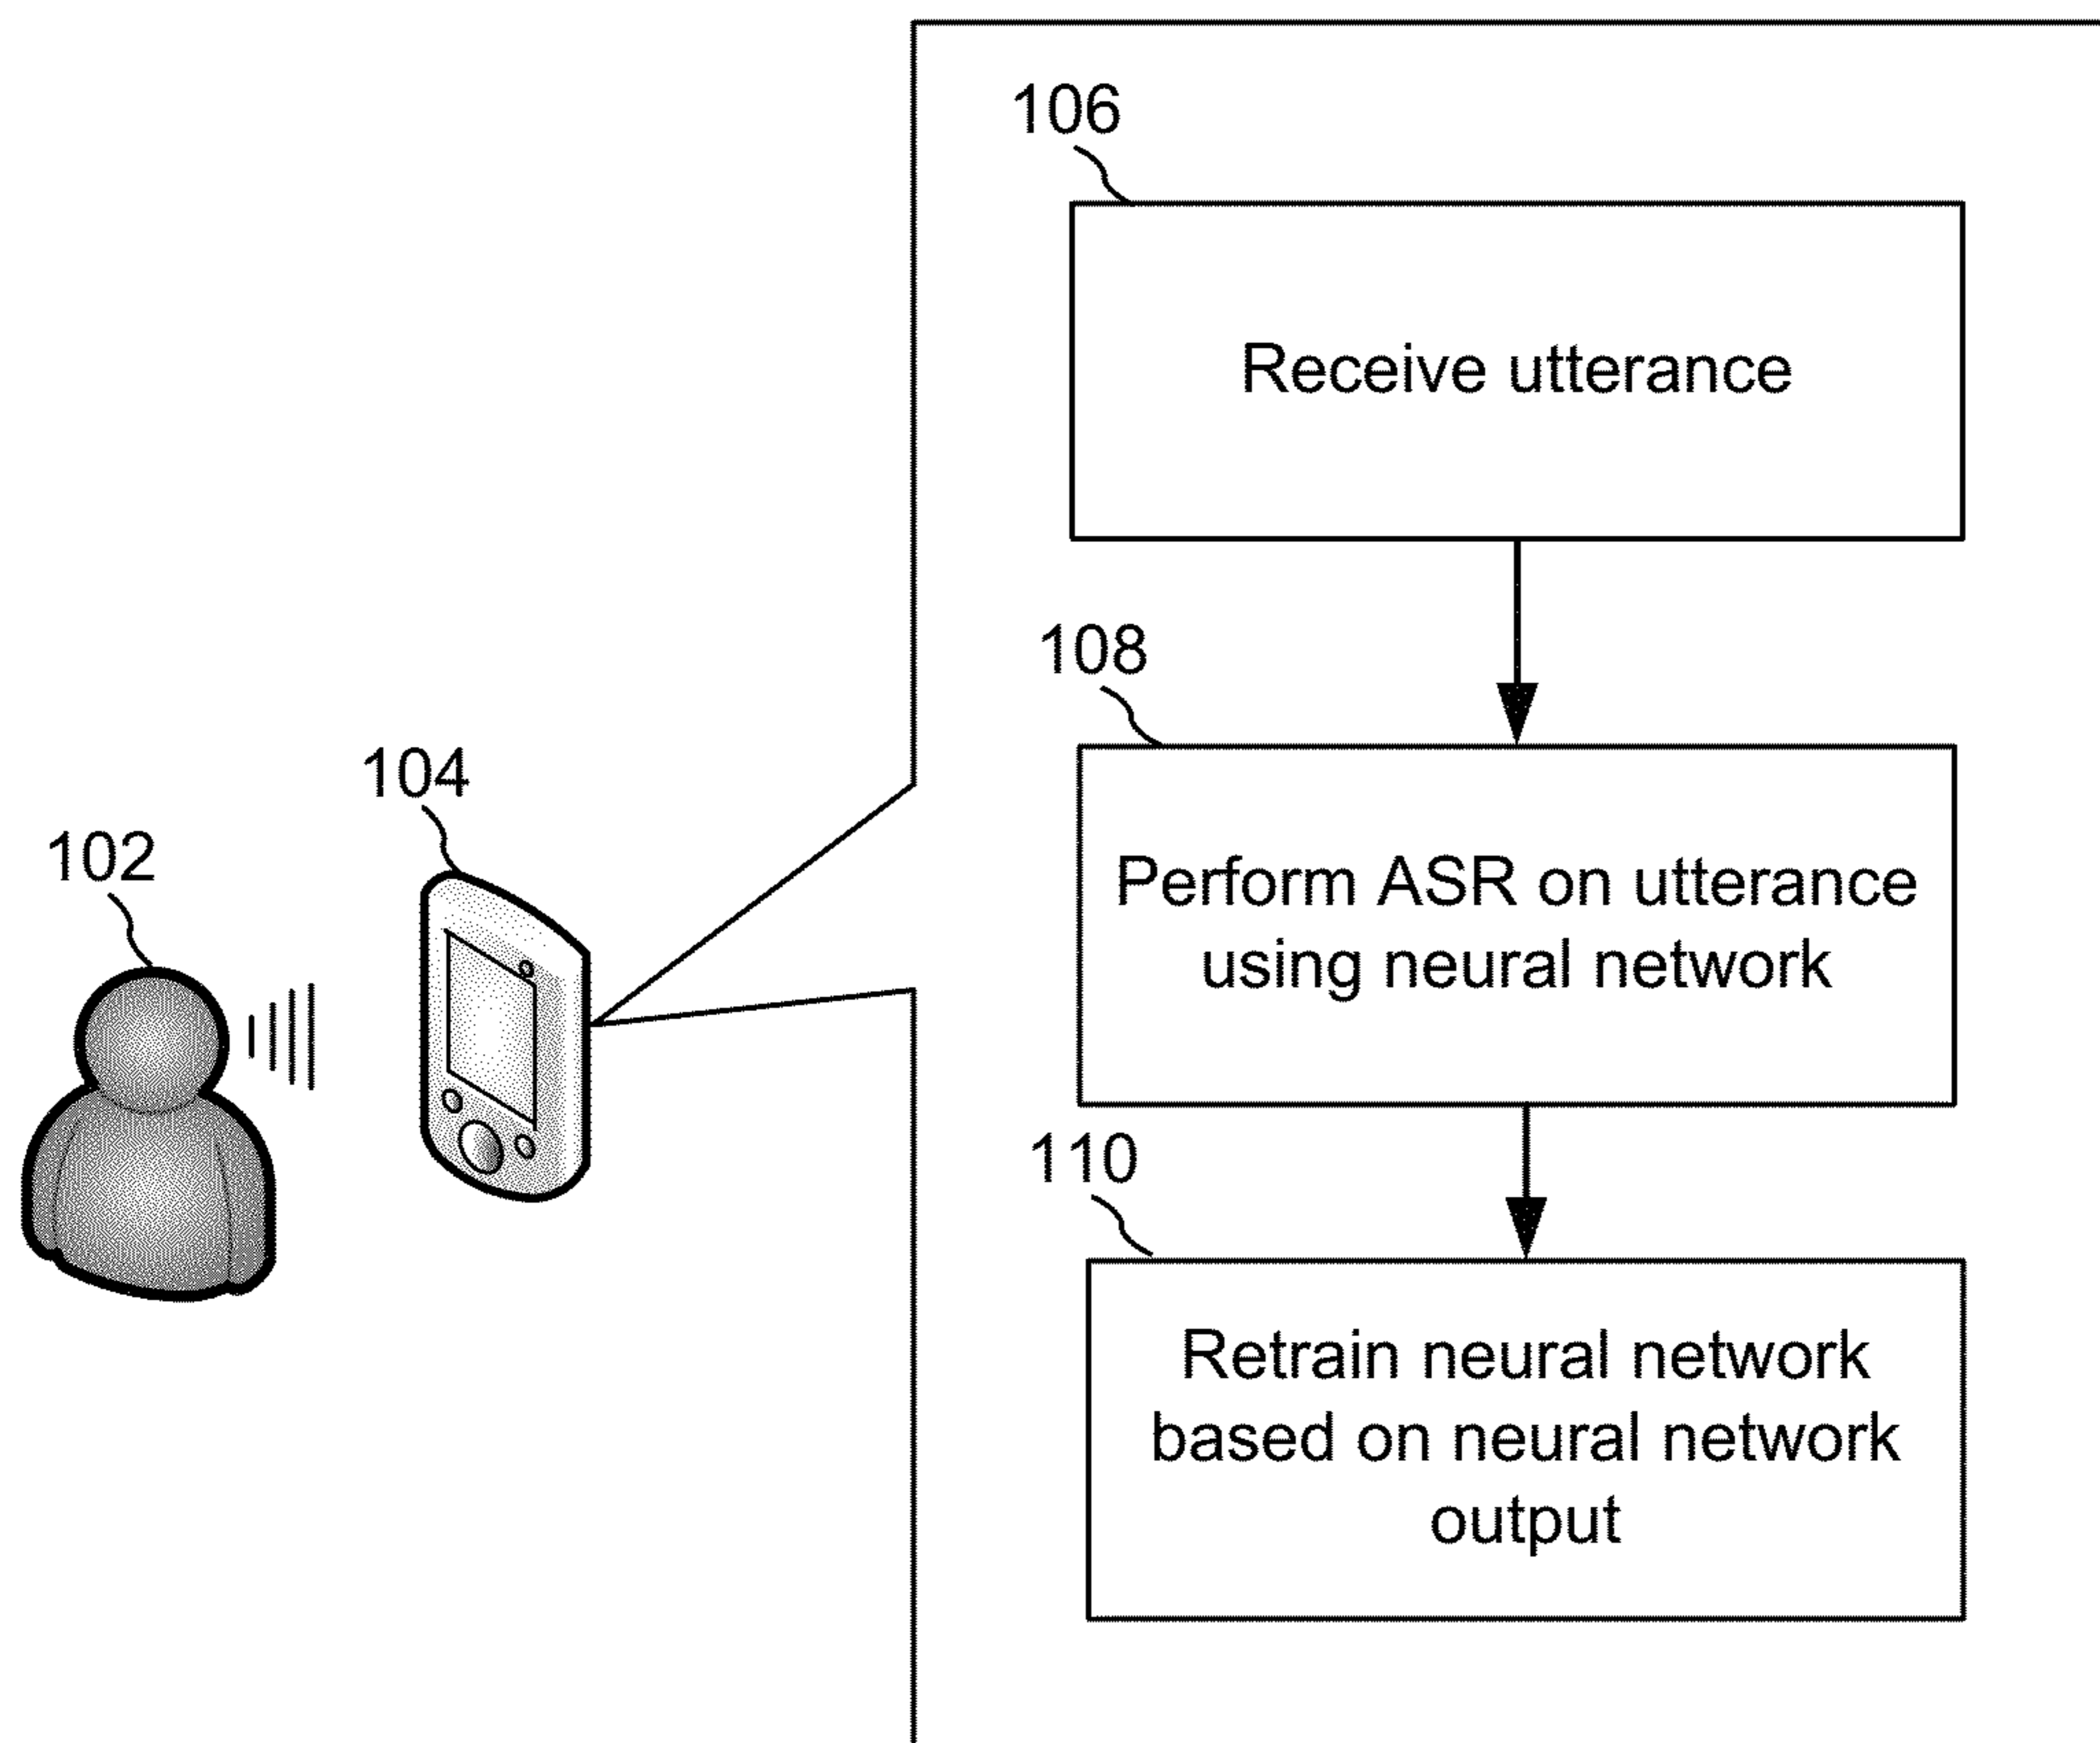 106
Receive utterance
108
104
102
Perform ASR on utterance
using neural network
110
Retrain neural network
based on neural network
output